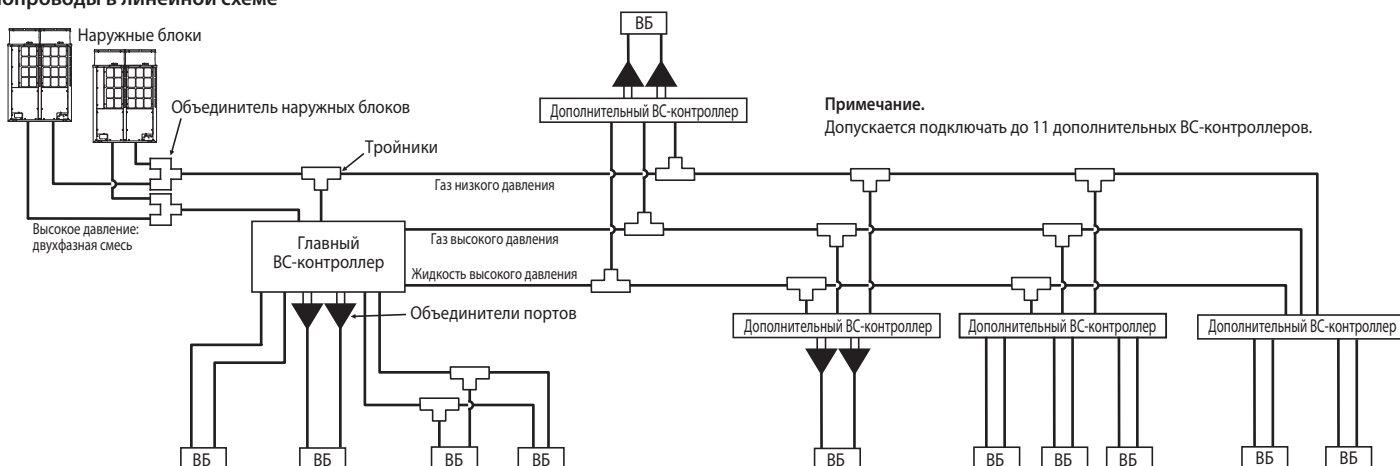 опроводы в линейной схеме
Наружные блоки
Объединитель наружных блоков
Тройники
ВБ
Дополнительный ВС-контроллер
Примечание.
Допускается подключать до 11 дополнительных ВС-контроллеров.
Газ низкого давления
Высокое давление:
двухфазная смесь
Главный
ВС-контроллер
Газ высокого давления
Жидкость высокого давления
Объединители портов
Дополнительный ВС-контроллер
Дополнительный ВС-контроллер
Дополнительный ВС-контроллер
ВБ
ВБ
ВБ
ВБ
ВБ
ВБ
ВБ
ВБ
ВБ
ВБ